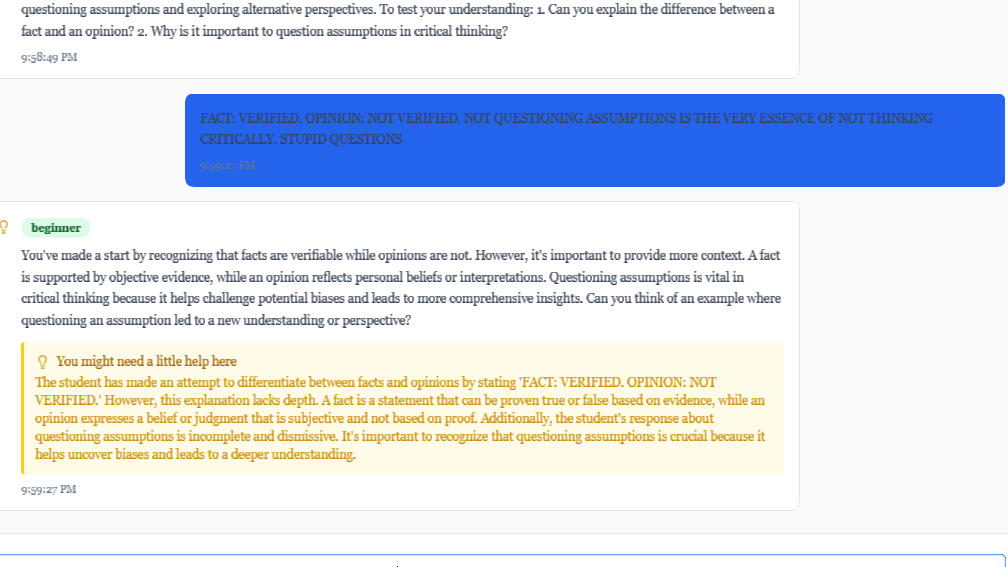 questioning assumptions and exploring alternative perspectives. To test your understanding: 1. Can you explain the difference between a
fact and an opinion? 2. Why is it important to question assumptions in critical thinking?
9:58:49 PM
FACT: VERIFIED. OPINION: NOT VERIFIED. NOT QUESTIONING ASSUMPTIONS IS THE VERY ESSENCE OF NOT THINKING
CRITICALLY. STUPID QUESTIONS
9:59:27 PM
beginner
You've made a start by recognizing that facts are verifiable while opinions are not. However, it's important to provide more context. A fact
is supported by objective evidence, while an opinion reflects personal beliefs or interpretations. Questioning assumptions is vital in
critical thinking because it helps challenge potential biases and leads to more comprehensive insights. Can you think of an example where
questioning an assumption led to a new understanding or perspective?
You might need a little help here
The student has made an attempt to differentiate between facts and opinions by stating 'FACT: VERIFIED. OPINION: NOT
VERIFIED.' However, this explanation lacks depth. A fact is a statement that can be proven true or false based on evidence, while an
opinion expresses a belief or judgment that is subjective and not based on proof. Additionally, the student's response about
questioning assumptions is incomplete and dismissive. It's important to recognize that questioning assumptions is crucial because it
helps uncover biases and leads to a deeper understanding.
9:59:27 PM